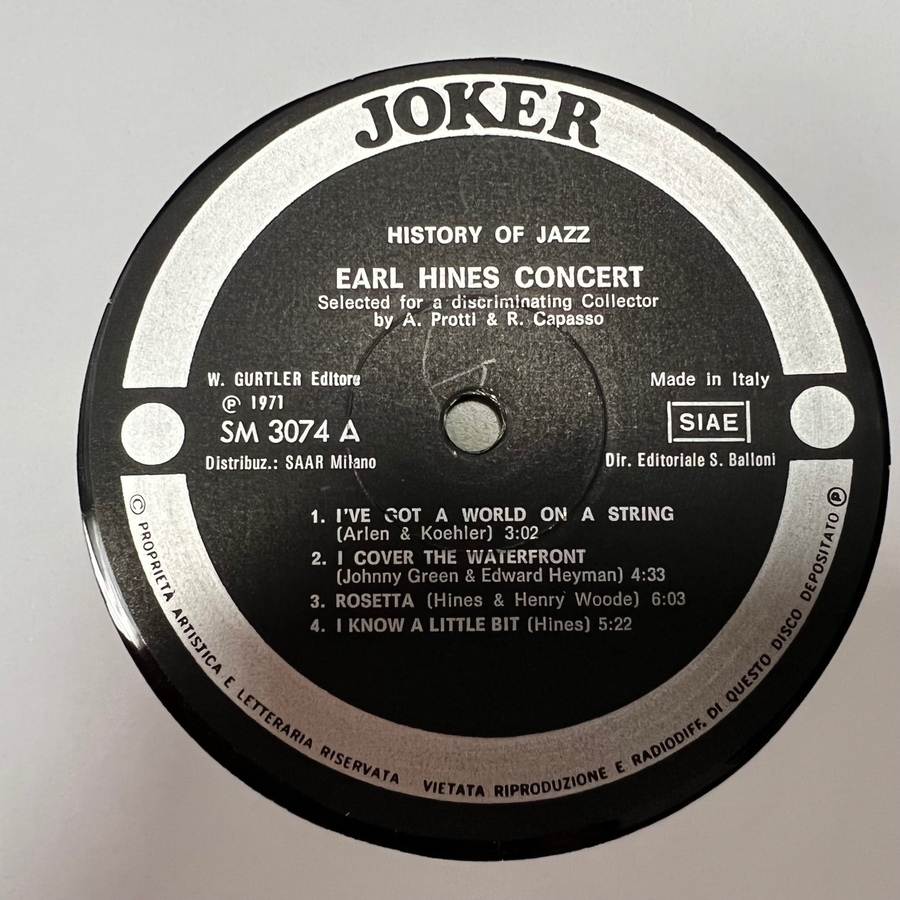 JOKER
HISTORY OF JAZZ
EARL HINES CONCERT
Selected for a discriminating Collector
by A. Protti & R. Capasso
W. GURTLER Editore
℗ 1971
SM 3074 A
Distribuz.: SAAR Milano
Made in Italy
SIAE
Dir. Editoriale S. Balloni
1. I'VE GOT A WORLD ON A STRING
(Arlen & Koehler) 3:02
2. I COVER THE WATERFRONT
(Johnny Green & Edward Heyman) 4:33
3. ROSETTA (Hines & Henry Woode) 6:03
4. I KNOW A LITTLE BIT (Hines) 5:22
© PROPRIETA ARTISTICA E LETTERARIA RISERVATA VIETATA RIPRODUZIONE E RADIODIFF. DI QUESTO DISCO DEPOSITATO ℗